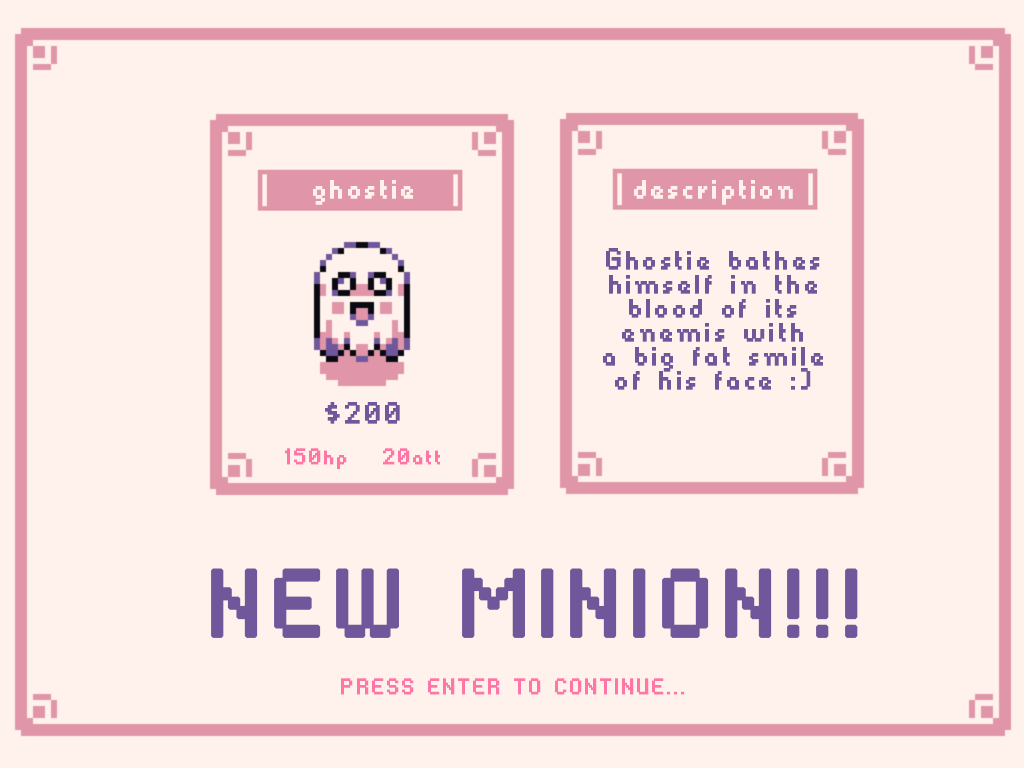 ghostie
$200
150hp 20att
description
Ghostie bathes
himself in the
blood of its
enemis with
a big fat smile
of his face :)
NEW MINION!!!
PRESS ENTER TO CONTINUE...